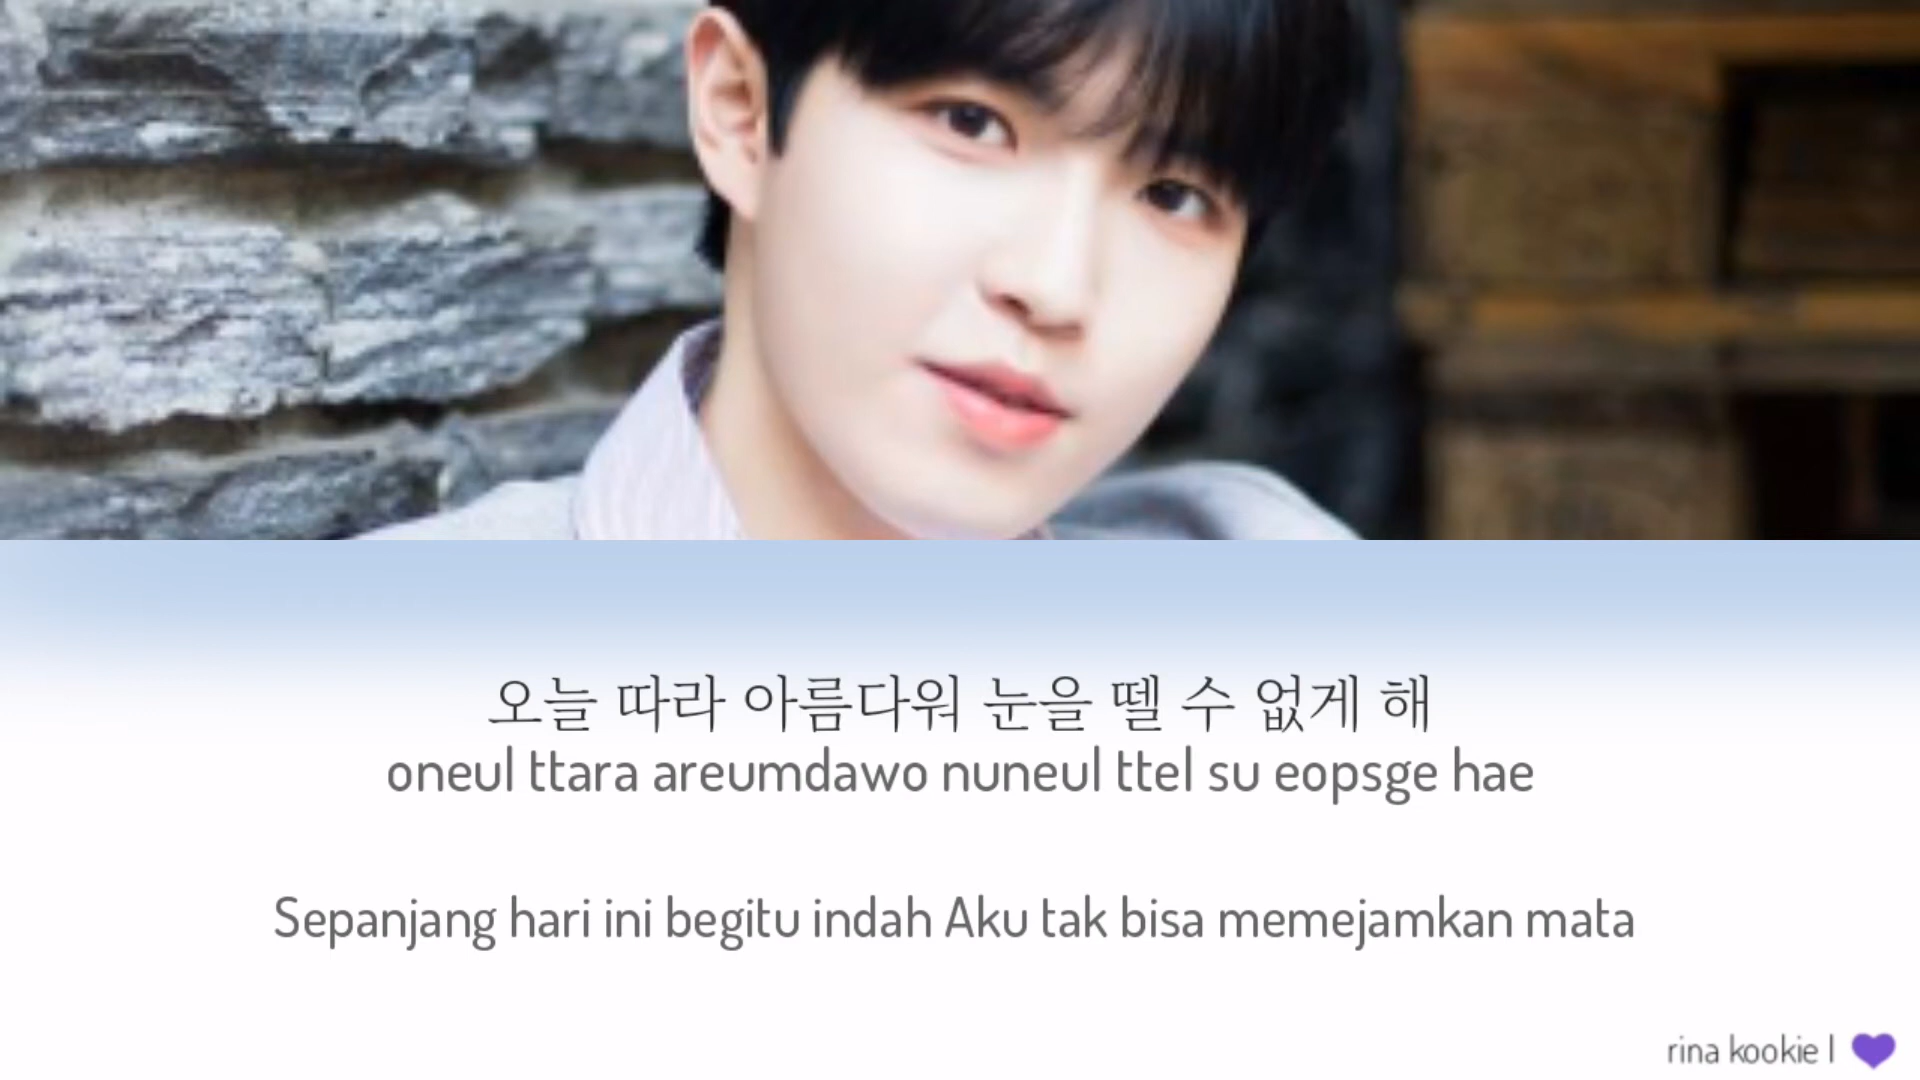 오늘 따라 아름다워 눈을 뗄 수 없게 해
oneul ttara areumdawo nuneul ttel su eopsge hae
Sepanjang hari ini begitu indah Aku tak bisa memejamkan mata
rina kookie |